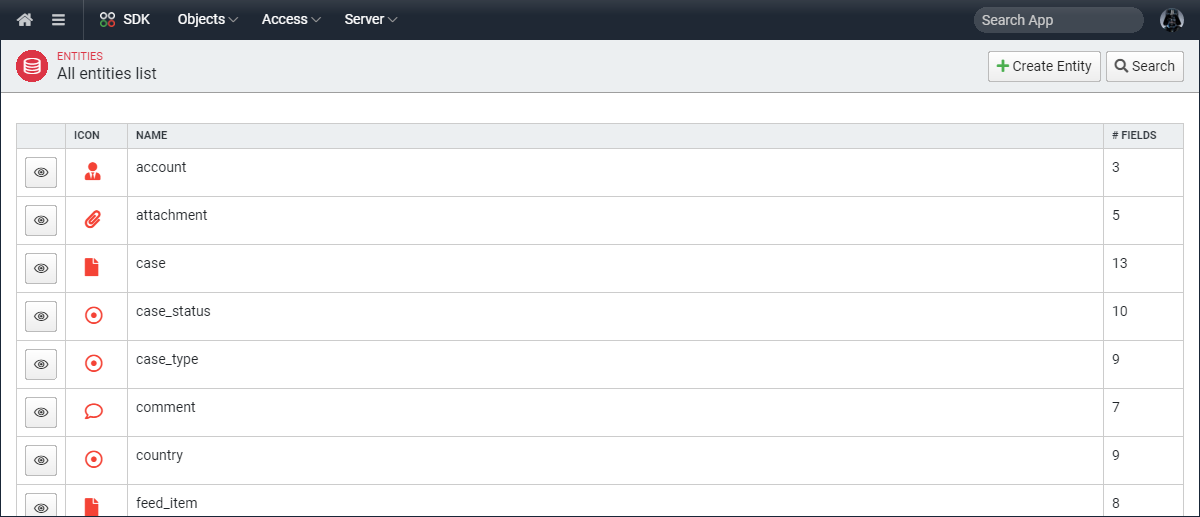 SDK Objects Access Server Search App
ENTITIES
All entities list
Create Entity Search
ICON NAME # FIELDS
account 3
attachment 5
case 13
case_status 10
case_type 9
comment 7
country 9
feed_item 8